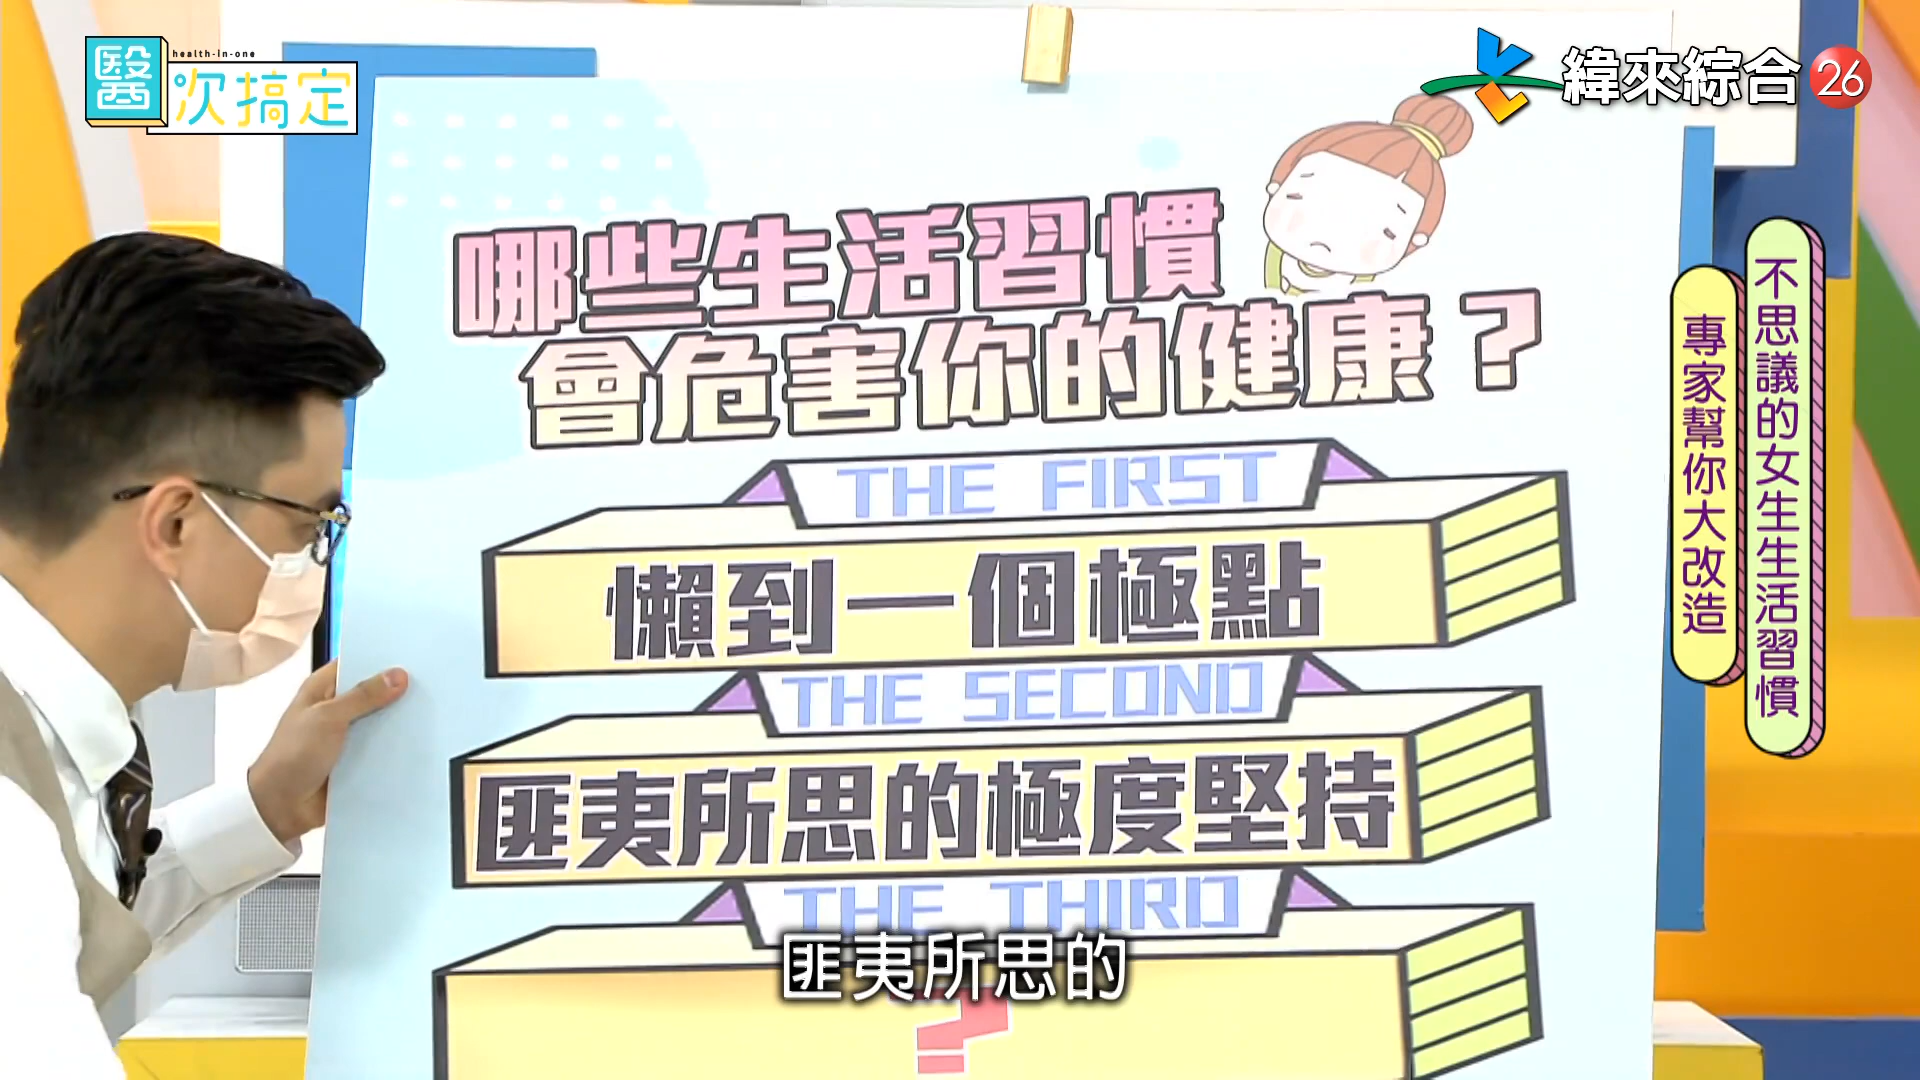 醫次搞定
health-in-one
緯來綜合 26
哪些生活習慣
會危害你的健康？
THE FIRST
懶到一個極點
THE SECOND
匪夷所思的極度堅持
THE THIRD
?
不思議的女生生活習慣
專家幫你大改造
匪夷所思的